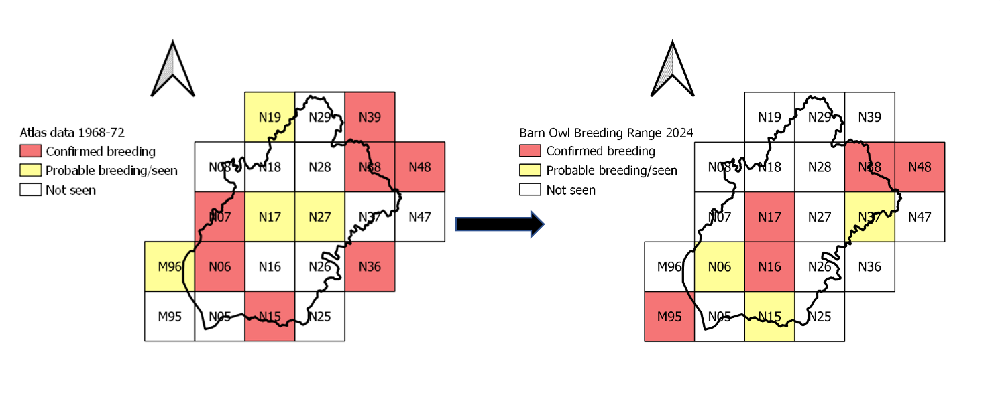 N19 N29 N39
Atlas data 1968-72
Confirmed breeding
Probable breeding/seen
Not seen
N08 N18 N28 N38 N48
N07 N17 N27 N37 N47
M96 N06 N16 N26 N36
M95 N05 N15 N25
N19 N29 N39
Barn Owl Breeding Range 2024
Confirmed breeding
Probable breeding/seen
Not seen
N08 N18 N28 N38 N48
N07 N17 N27 N37 N47
M96 N06 N16 N26 N36
M95 N05 N15 N25